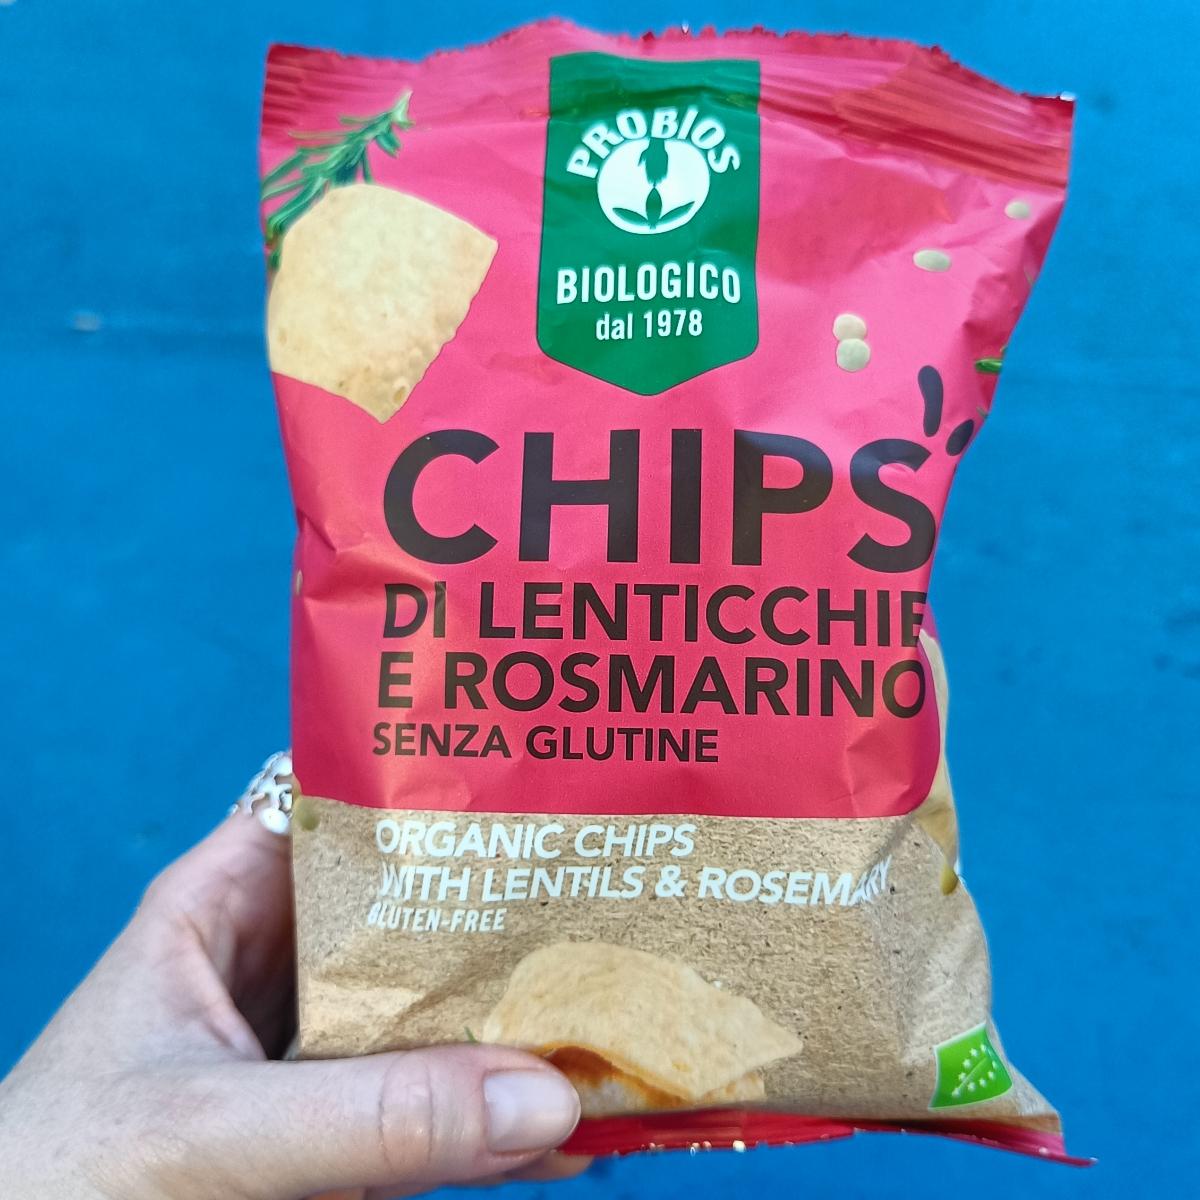 PROBIOS
BIOLOGICO
dal 1978
CHIPS
DI LENTICCHIE
E ROSMARINO
SENZA GLUTINE
ORGANIC CHIPS
WITH LENTILS & ROSEMARY
GLUTEN-FREE